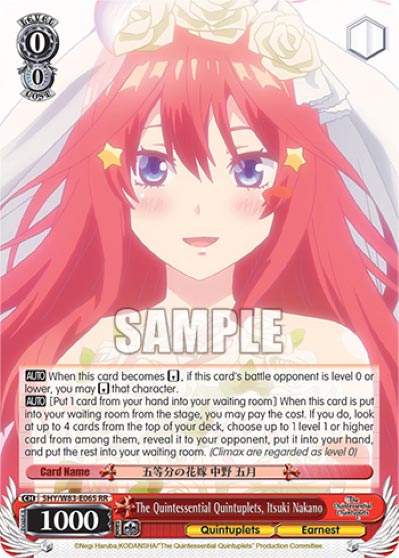 LEVEL
0
0
COST
SAMPLE
AUTO When this card becomes , if this card's battle opponent is level 0 or
lower, you may that character.
AUTO [Put 1 card from your hand into your waiting room] When this card is put
into your waiting room from the stage, you may pay the cost. If you do, look
at up to 4 cards from the top of your deck, choose up to 1 level 1 or higher
card from among them, reveal it to your opponent, put it into your hand,
and put the rest into your waiting room. (Climax are regarded as level 0)
Card Name
五等分の花嫁 中野 五月
CH 5HY/W83-E065 RR
The Quintessential Quintuplets, Itsuki Nakano
The
Quintessential
Quintuplets
POWER
1000
SOUL
Quintuplets
Earnest
©Negi Haruba,KODANSHA/"The Quintessential Quintuplets" Production Committee